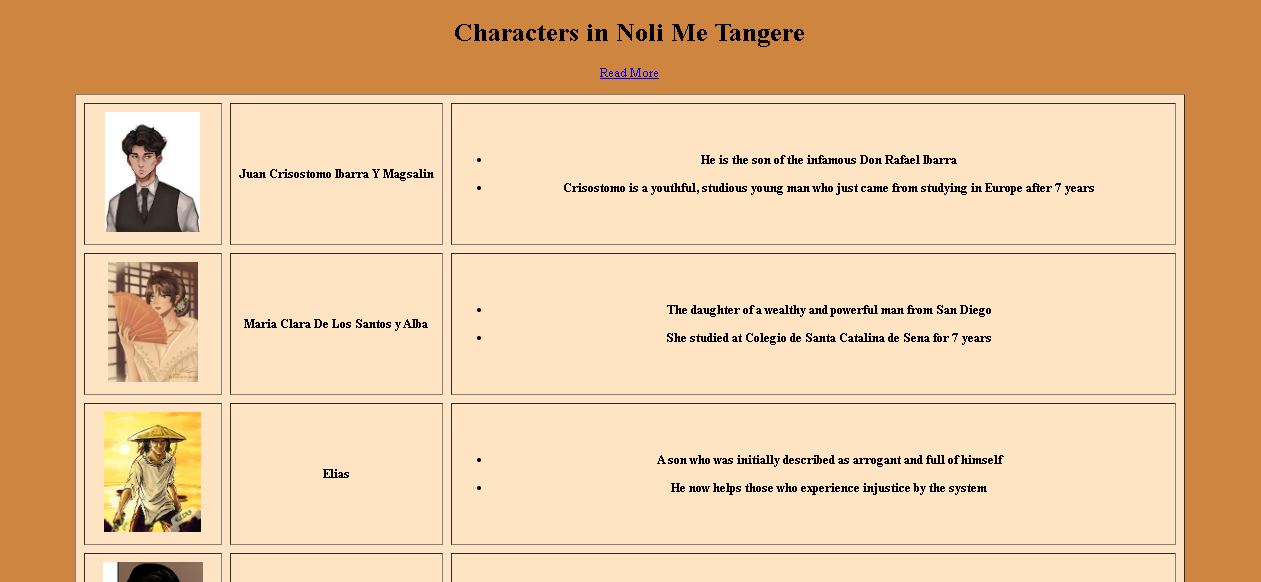 Characters in Noli Me Tangere
Read More
Juan Crisostomo Ibarra Y Magsalin
He is the son of the infamous Don Rafael Ibarra
Crisostomo is a youthful, studious young man who just came from studying in Europe after 7 years
Maria Clara De Los Santos y Alba
The daughter of a wealthy and powerful man from San Diego
She studied at Colegio de Santa Catalina de Sena for 7 years
Elias
A son who was initially described as arrogant and full of himself
He now helps those who experience injustice by the system